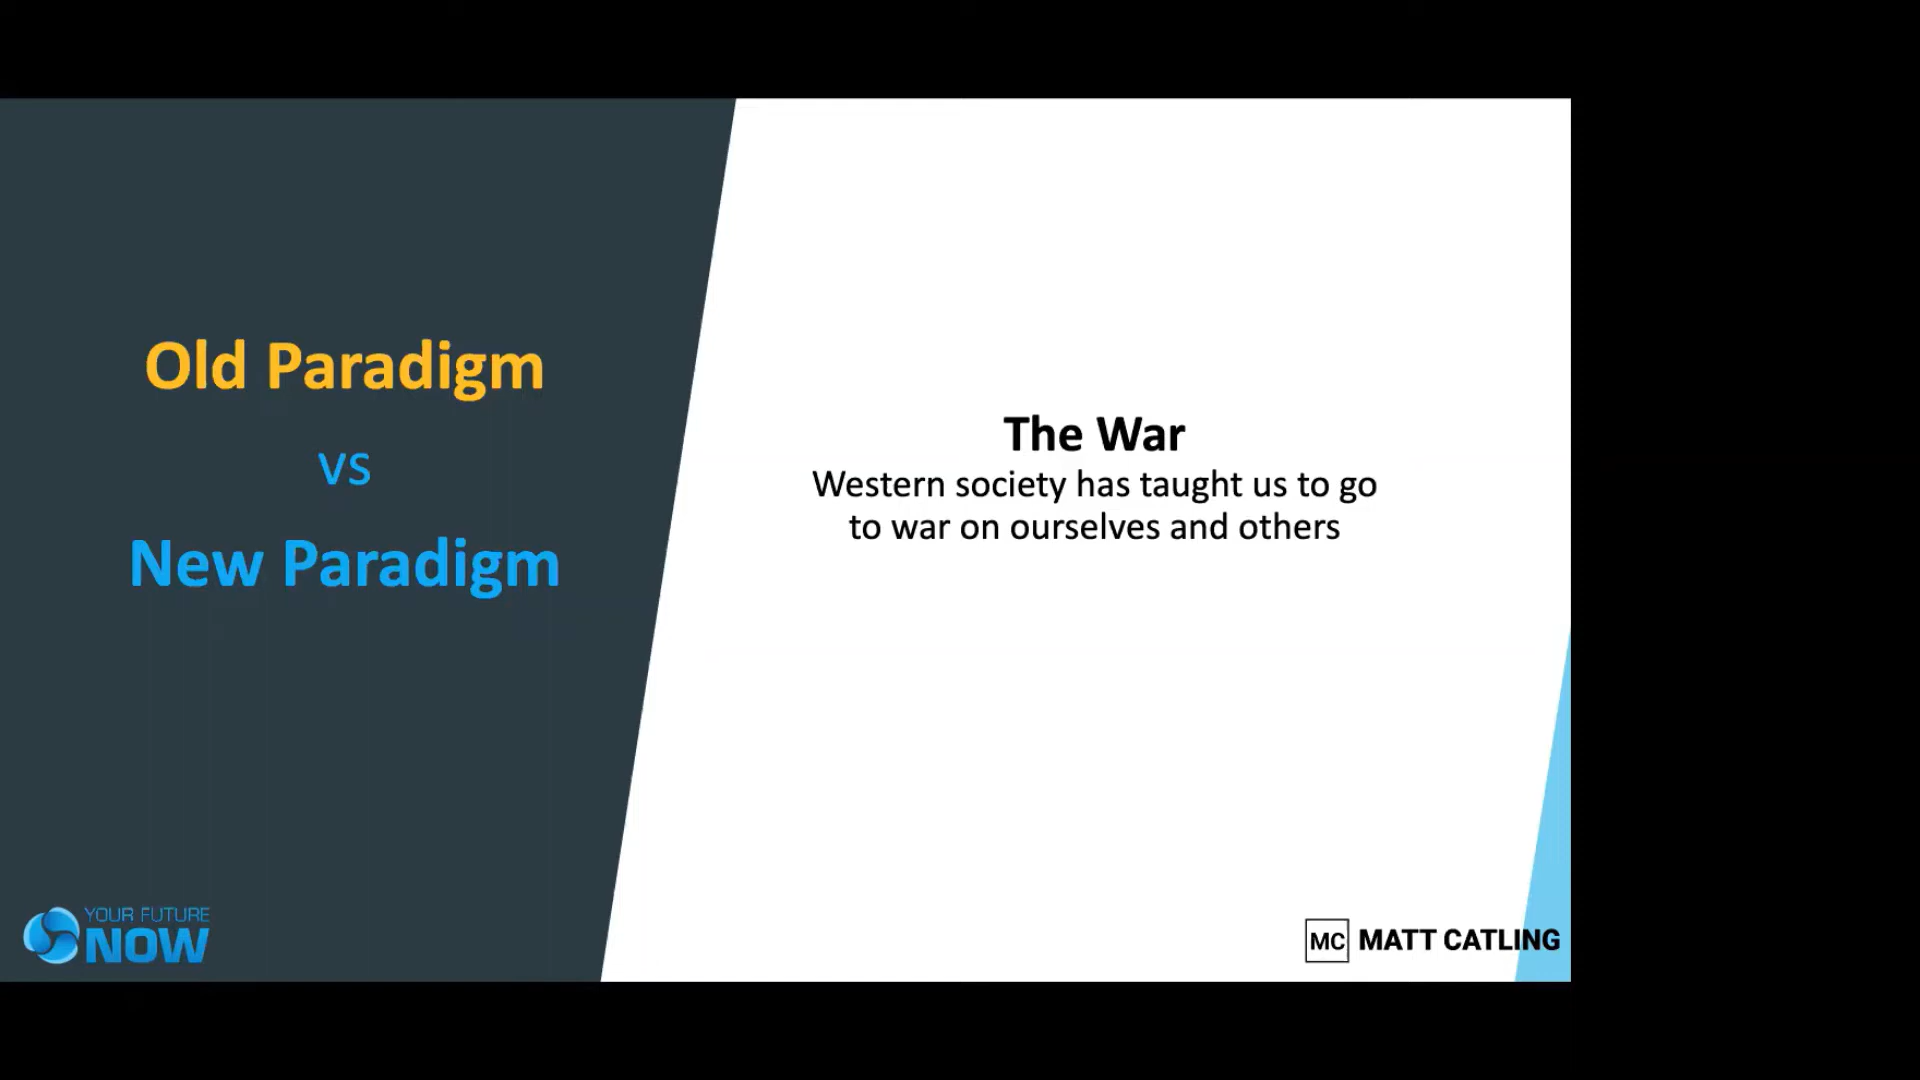 Old Paradigm
vs
New Paradigm
The War
Western society has taught us to go
to war on ourselves and others
YOUR FUTURE
NOW
MC MATT CATLING